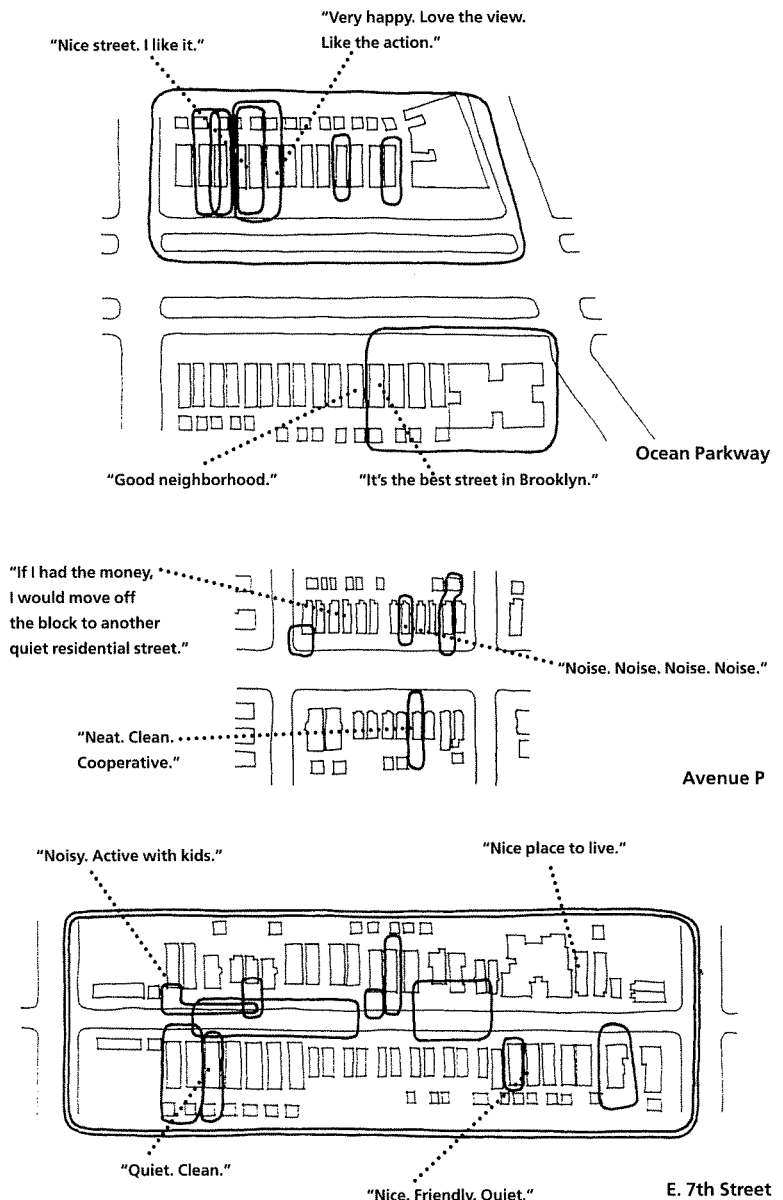 "Very happy. Love the view.
Like the action."
"Nice street. I like it."
Ocean Parkway
"Good neighborhood."
"It's the best street in Brooklyn."
"If I had the money,
I would move off
the block to another
quiet residential street."
"Noise. Noise. Noise. Noise."
"Neat. Clean.
Cooperative."
Avenue P
"Noisy. Active with kids."
"Nice place to live."
"Quiet. Clean."
"Nice. Friendly. Quiet."
E. 7th Street